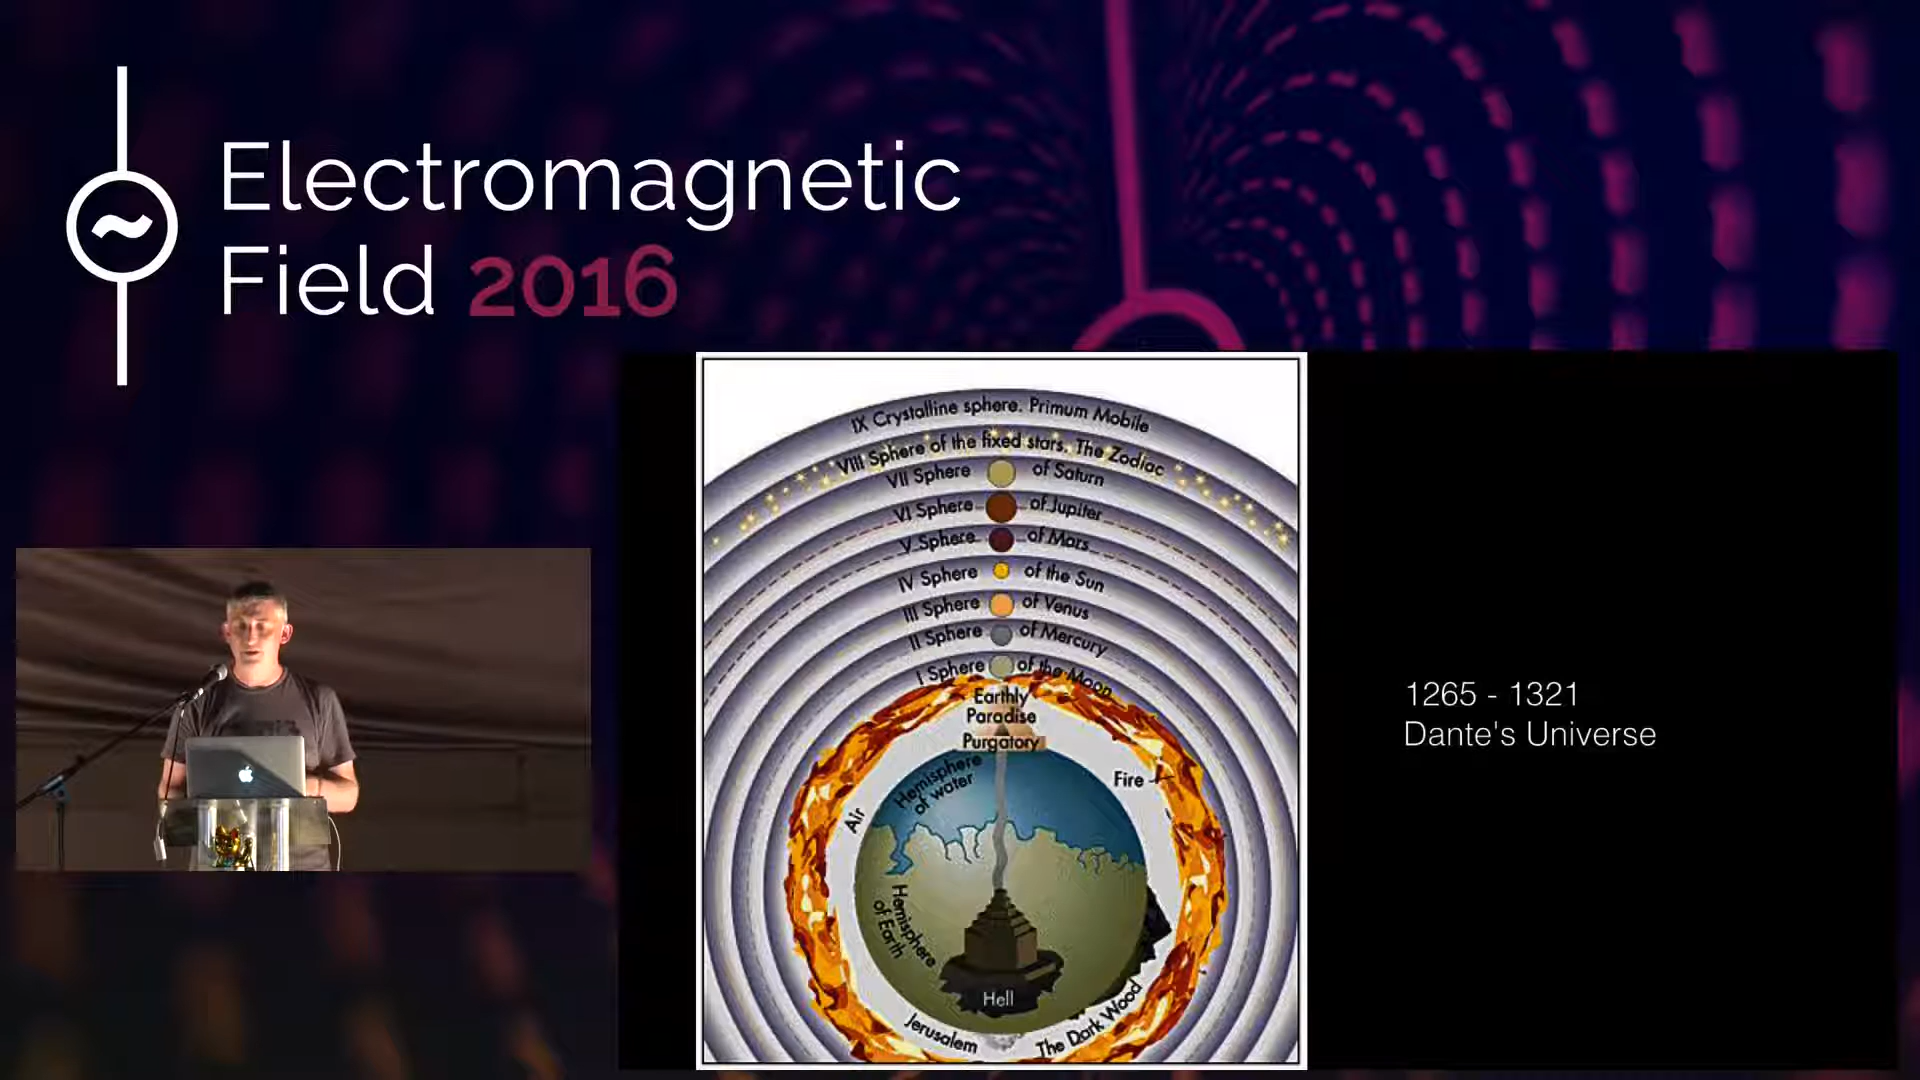 Electromagnetic
Field 2016
IX Crystalline sphere. Primum Mobile
VIII Sphere of the fixed stars. The Zodiac
VII Sphere of Saturn
VI Sphere of Jupiter
V Sphere of Mars
IV Sphere of the Sun
III Sphere of Venus
II Sphere of Mercury
I Sphere of the Moon
Earthly
Paradise
Purgatory
Hemisphere
of water
Fire
Air
Hemisphere
of Earth
Hell
Jerusalem
The Dark Wood
1265 - 1321
Dante's Universe